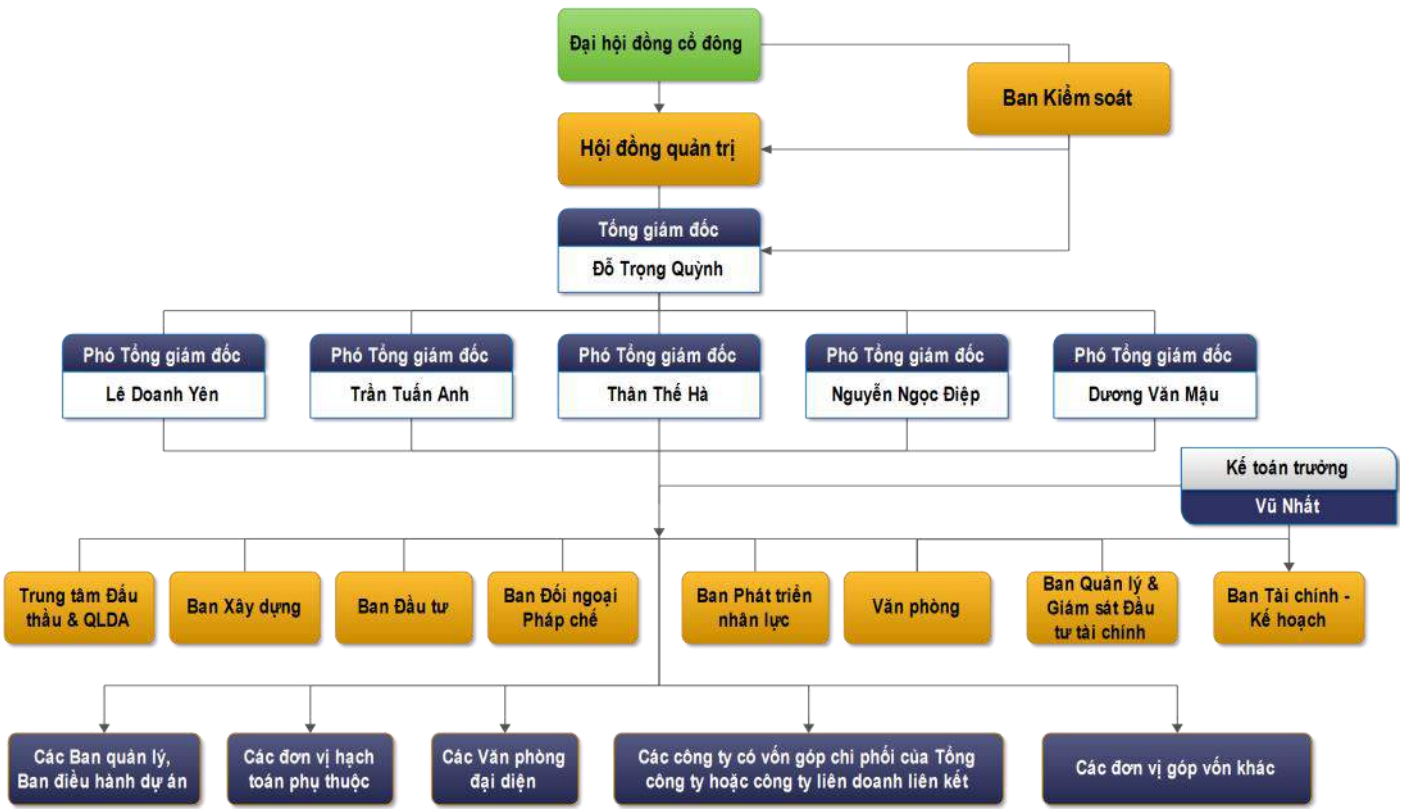 Đại hội đồng cổ đông
Ban Kiểm soát
Hội đồng quản trị
Tổng giám đốc
Đỗ Trọng Quỳnh
Phó Tổng giám đốc
Lê Doanh Yên
Phó Tổng giám đốc
Trần Tuấn Anh
Phó Tổng giám đốc
Thân Thế Hà
Phó Tổng giám đốc
Nguyễn Ngọc Điệp
Phó Tổng giám đốc
Dương Văn Mậu
Kế toán trưởng
Vũ Nhất
Trung tâm Đấu
thầu & QLDA
Ban Xây dựng
Ban Đầu tư
Ban Đối ngoại
Pháp chế
Ban Phát triển
nhân lực
Văn phòng
Ban Quản lý &
Giám sát Đầu
tư tài chính
Ban Tài chính -
Kế hoạch
Các Ban quản lý,
Ban điều hành dự án
Các đơn vị hạch
toán phụ thuộc
Các Văn phòng
đại diện
Các công ty có vốn góp chi phối của Tổng
công ty hoặc công ty liên doanh liên kết
Các đơn vị góp vốn khác